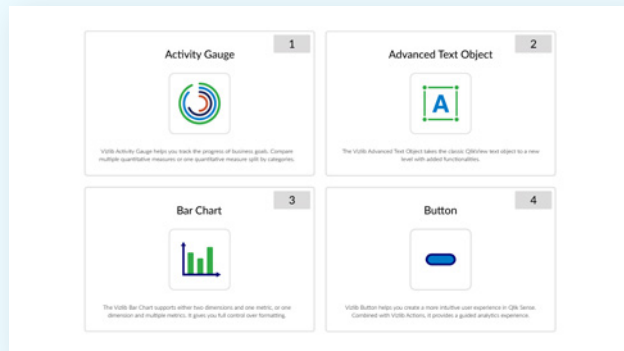 1
Activity Gauge
Vizlib Activity Gauge helps you track the progress of business goals. Compare
multiple quantitative measures or one quantitative measure split by categories.
2
Advanced Text Object
A
The Vizlib Advanced Text Object takes the classic QlikView text object to a new
level with added functionalities.
3
Bar Chart
The Vizlib Bar Chart supports either two dimensions and one metric, or one
dimension and multiple metrics. It gives you full control over formatting.
4
Button
Vizlib Button helps you create a more intuitive user experience in Qlik Sense.
Combined with Vizlib Actions, it provides a guided analytics experience.